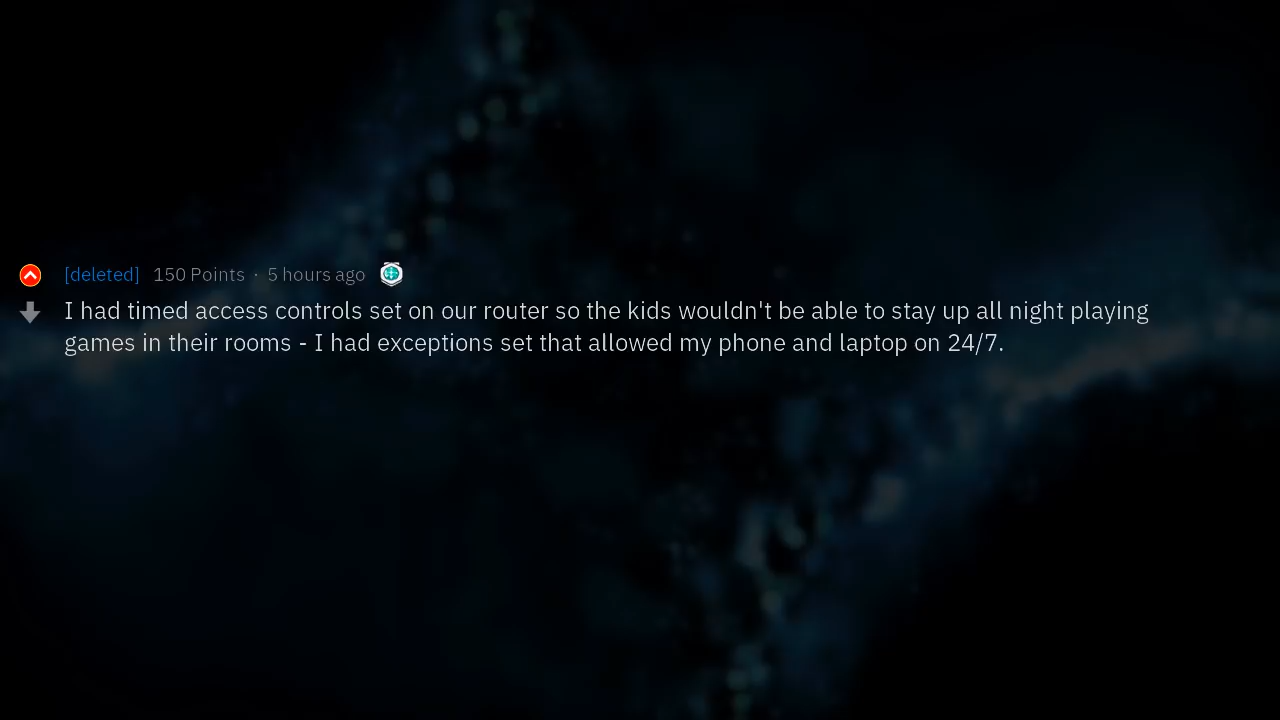 [deleted] 150 Points · 5 hours ago
I had timed access controls set on our router so the kids wouldn't be able to stay up all night playing
games in their rooms - I had exceptions set that allowed my phone and laptop on 24/7.